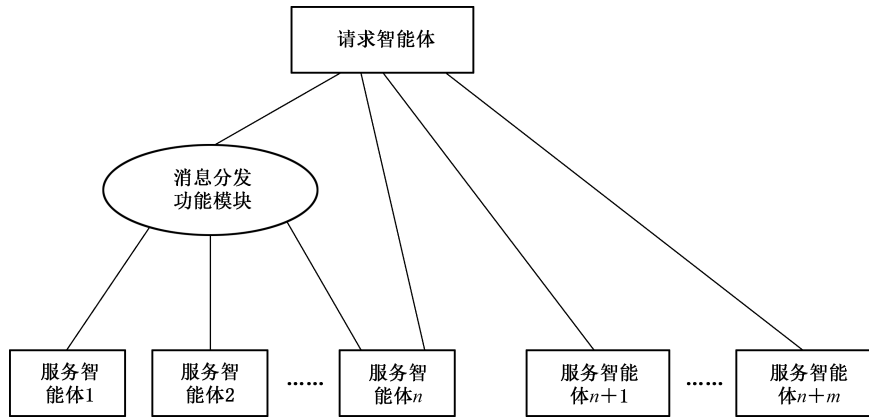 请求智能体
消息分发
功能模块
服务智
能体1
服务智
能体2
……
服务智
能体n
服务智能
体n+1
……
服务智能
体n+m